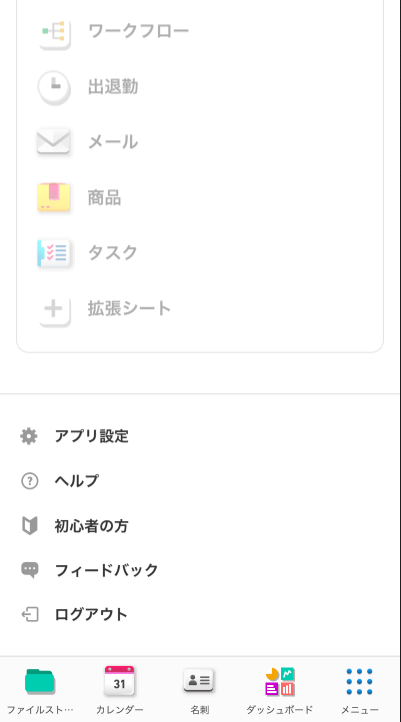 ワークフロー
出退勤
メール
商品
タスク
拡張シート
アプリ設定
ヘルプ
初心者の方
フィードバック
ログアウト
31
ファイルスト…
カレンダー
名刺
ダッシュボード
メニュー